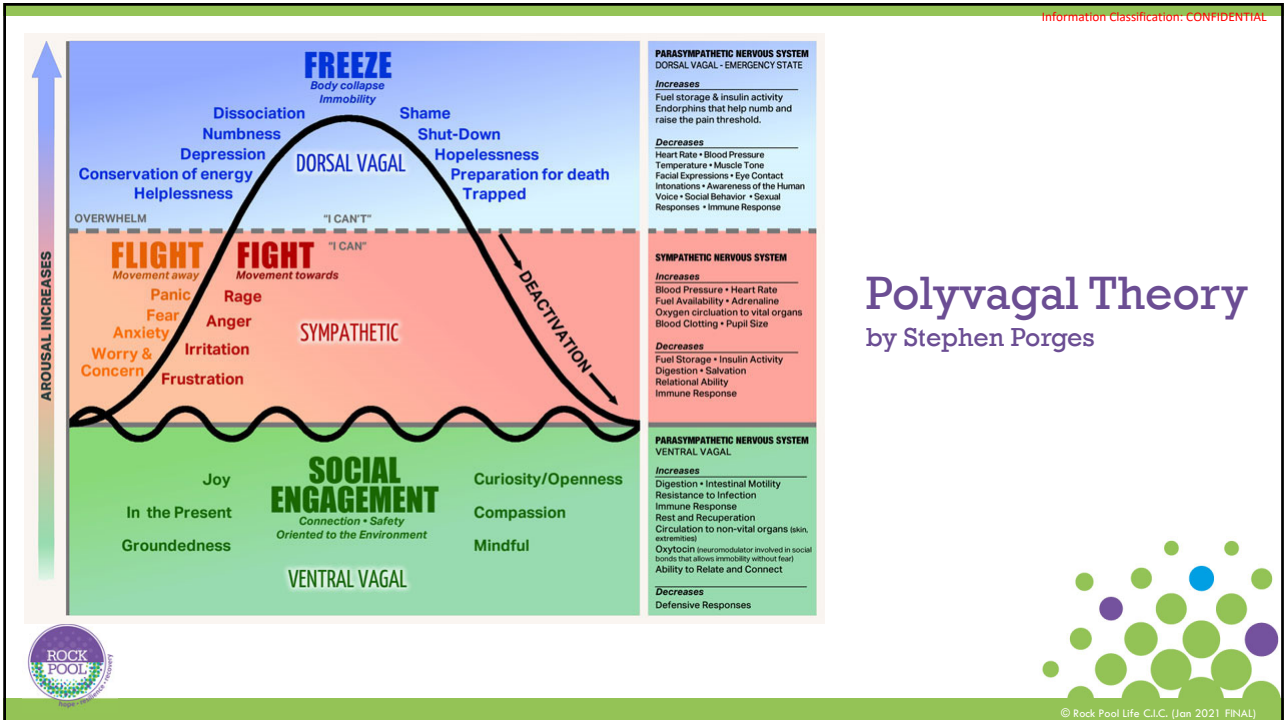 Information Classification: CONFIDENTIAL
AROUSAL INCREASES
FREEZE
Body collapse
Immobility
Dissociation
Numbness
Depression
Conservation of energy
Helplessness
Shame
Shut-Down
Hopelessness
Preparation for death
Trapped
DORSAL VAGAL
OVERWHELM
"I CAN'T"
"I CAN"
FLIGHT
Movement away
Panic
Fear
Anxiety
Worry &
Concern
FIGHT
Movement towards
Rage
Anger
Irritation
Frustration
SYMPATHETIC
DEACTIVATION
SOCIAL
ENGAGEMENT
Connection • Safety
Oriented to the Environment
Joy
In the Present
Groundedness
Curiosity/Openness
Compassion
Mindful
VENTRAL VAGAL
PARASYMPATHETIC NERVOUS SYSTEM
DORSAL VAGAL - EMERGENCY STATE
Increases
Fuel storage & insulin activity
Endorphins that help numb and
raise the pain threshold.
Decreases
Heart Rate • Blood Pressure
Temperature • Muscle Tone
Facial Expressions • Eye Contact
Intonations • Awareness of the Human
Voice • Social Behavior • Sexual
Responses • Immune Response
SYMPATHETIC NERVOUS SYSTEM
Increases
Blood Pressure • Heart Rate
Fuel Availability • Adrenaline
Oxygen circluation to vital organs
Blood Clotting • Pupil Size
Decreases
Fuel Storage • Insulin Activity
Digestion • Salvation
Relational Ability
Immune Response
PARASYMPATHETIC NERVOUS SYSTEM
VENTRAL VAGAL
Increases
Digestion • Intestinal Motility
Resistance to Infection
Immune Response
Rest and Recuperation
Circulation to non-vital organs (skin,
extremities)
Oxytocin (neuromodulator involved in social
bonds that allows immobility without fear)
Ability to Relate and Connect
Decreases
Defensive Responses
Polyvagal Theory
by Stephen Porges
ROCK
POOL
hope • resilience • recovery
© Rock Pool Life C.I.C. (Jan 2021 FINAL)